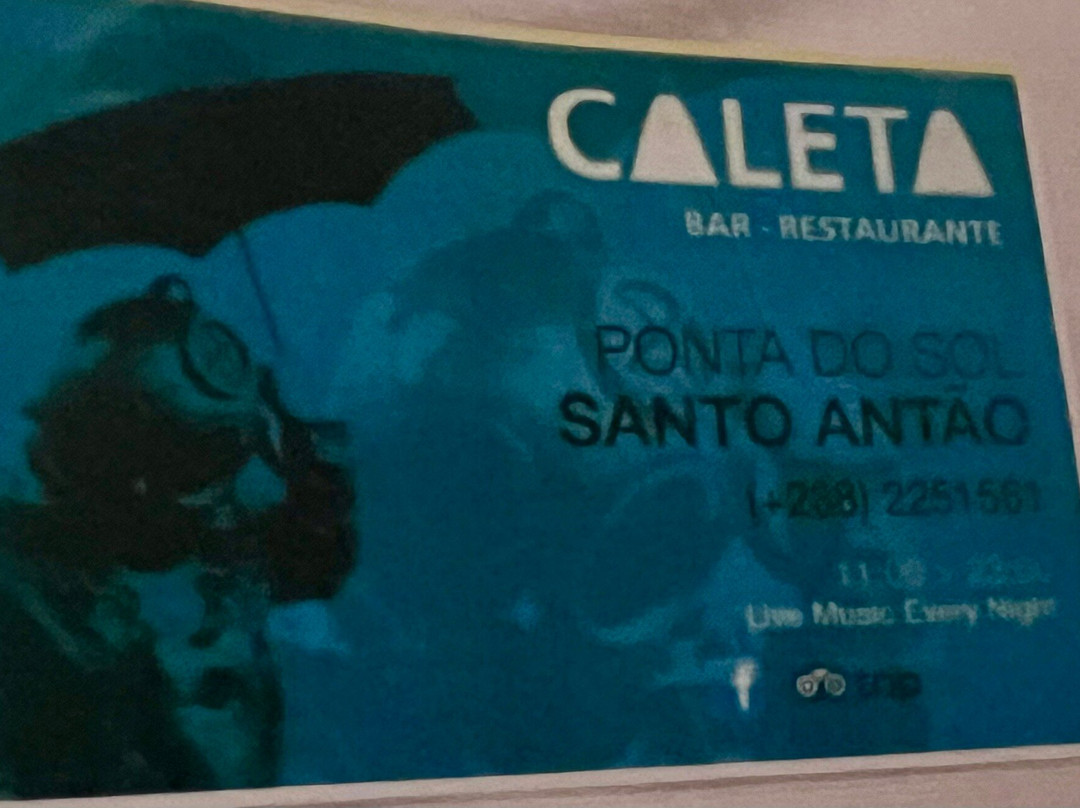 CALETA
BAR - RESTAURANTE
PONTA DO SOL
SANTO ANTÃO
(+238) 2251561
Live Music Every Night